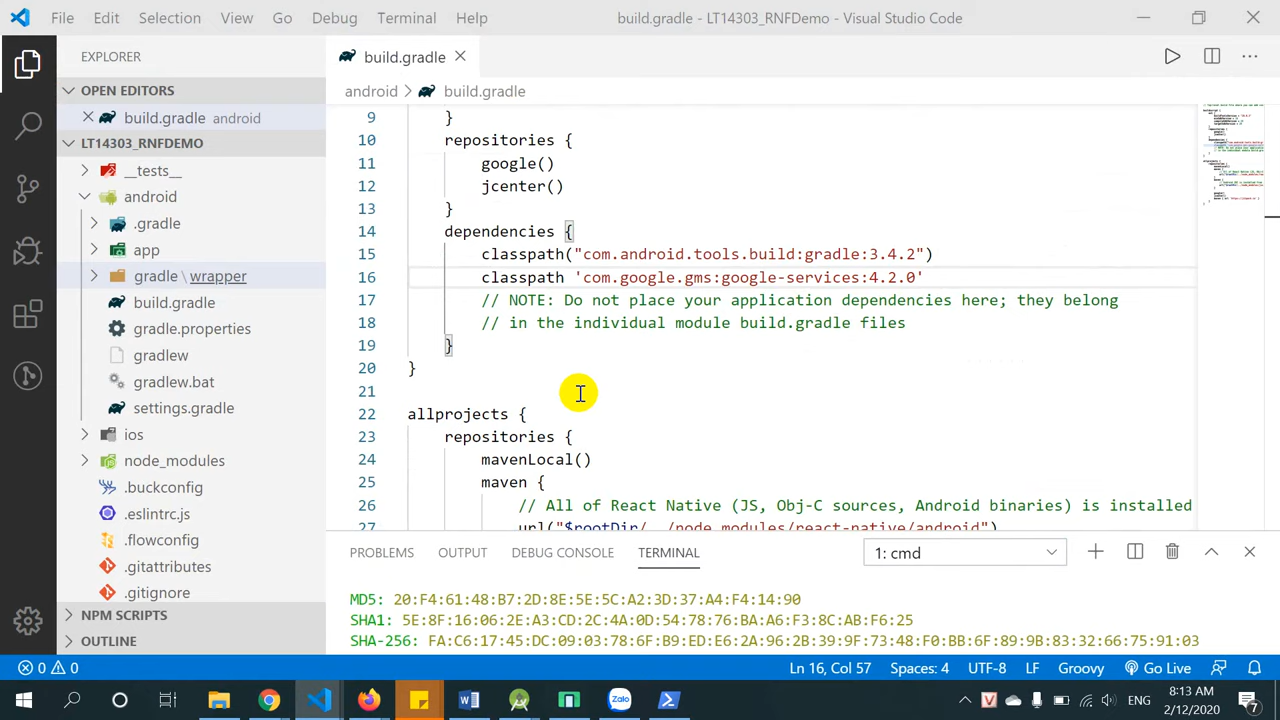 File Edit Selection View Go Debug Terminal Help build.gradle - LT14303_RNFDemo - Visual Studio Code
EXPLORER
build.gradle
OPEN EDITORS
build.gradle android
LT14303_RNFDEMO
__tests__
android
.gradle
app
gradle wrapper
build.gradle
gradle.properties
gradlew
gradlew.bat
settings.gradle
ios
node_modules
.buckconfig
.eslintrc.js
.flowconfig
.gitattributes
.gitignore
NPM SCRIPTS
OUTLINE
android build.gradle
9 }
10 repositories {
11 google()
12 jcenter()
13 }
14 dependencies {
15 classpath("com.android.tools.build:gradle:3.4.2")
16 classpath 'com.google.gms:google-services:4.2.0'
17 // NOTE: Do not place your application dependencies here; they belong
18 // in the individual module build.gradle files
19 }
20 }
21
22 allprojects {
23 repositories {
24 mavenLocal()
25 maven {
26 // All of React Native (JS, Obj-C sources, Android binaries) is installed
27 url("$rootDir/../node_modules/react-native/android")
PROBLEMS OUTPUT DEBUG CONSOLE TERMINAL 1: cmd
MD5: 20:F4:61:48:B7:2D:8E:5E:5C:A2:3D:37:A4:F4:14:90
SHA1: 5E:8F:16:06:2E:A3:CD:2C:4A:0D:54:78:76:BA:A6:F3:8C:AB:F6:25
SHA-256: FA:C6:17:45:DC:09:03:78:6F:B9:ED:E6:2A:96:2B:39:9F:73:48:F0:BB:6F:89:9B:83:32:66:75:91:03
0 0 Ln 16, Col 57 Spaces: 4 UTF-8 LF Groovy Go Live
Zalo ENG 8:13 AM
2/12/2020 7